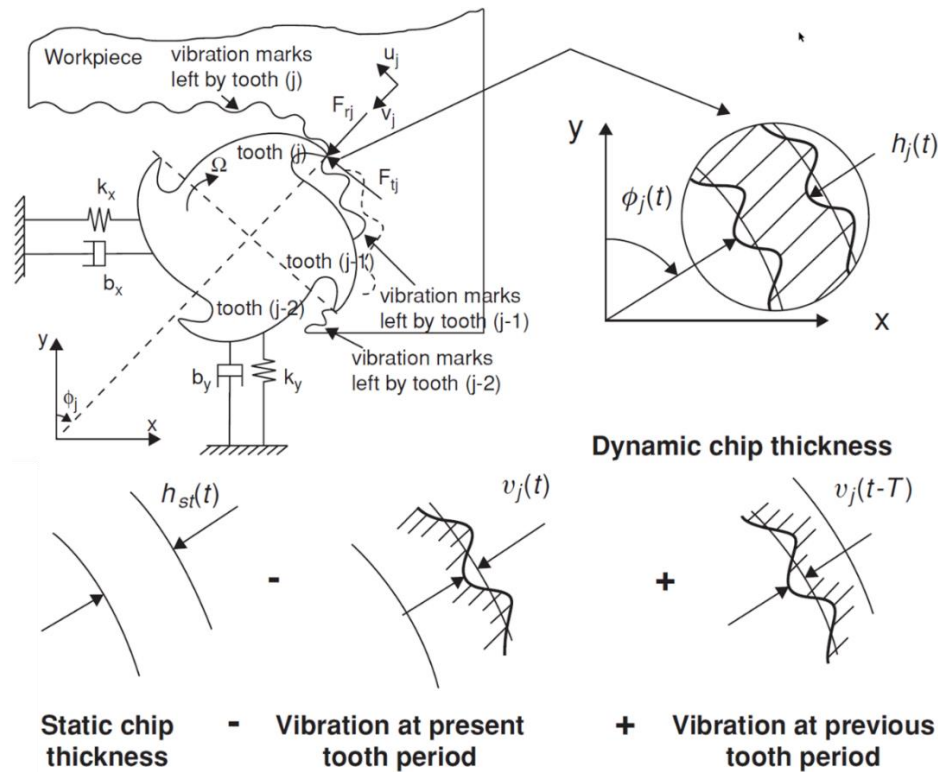 Workpiece
vibration marks
left by tooth (j)
u_j
F_rj
v_j
tooth (j)
Ω
F_tj
k_x
b_x
tooth (j-1)
tooth (j-2)
vibration marks
left by tooth (j-1)
vibration marks
left by tooth (j-2)
b_y
k_y
y
ϕ_j
x
y
ϕ_j(t)
h_j(t)
x
Dynamic chip thickness
h_st(t)
-
υ_j(t)
+
υ_j(t-T)
Static chip - Vibration at present + Vibration at previous
thickness tooth period tooth period